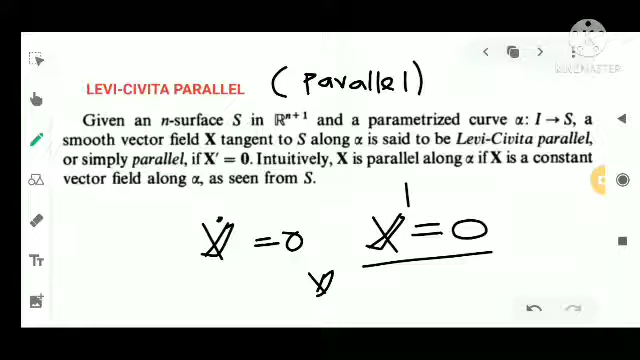 KINEMASTER
LEVI-CIVITA PARALLEL (Parallel)
Given an n-surface S in ℝⁿ⁺¹ and a parametrized curve α: I → S, a
smooth vector field X tangent to S along α is said to be Levi-Civita parallel,
or simply parallel, if X′ = 0. Intuitively, X is parallel along α if X is a constant
vector field along α, as seen from S.
Ẋ = 0 X′ = 0
X
TT